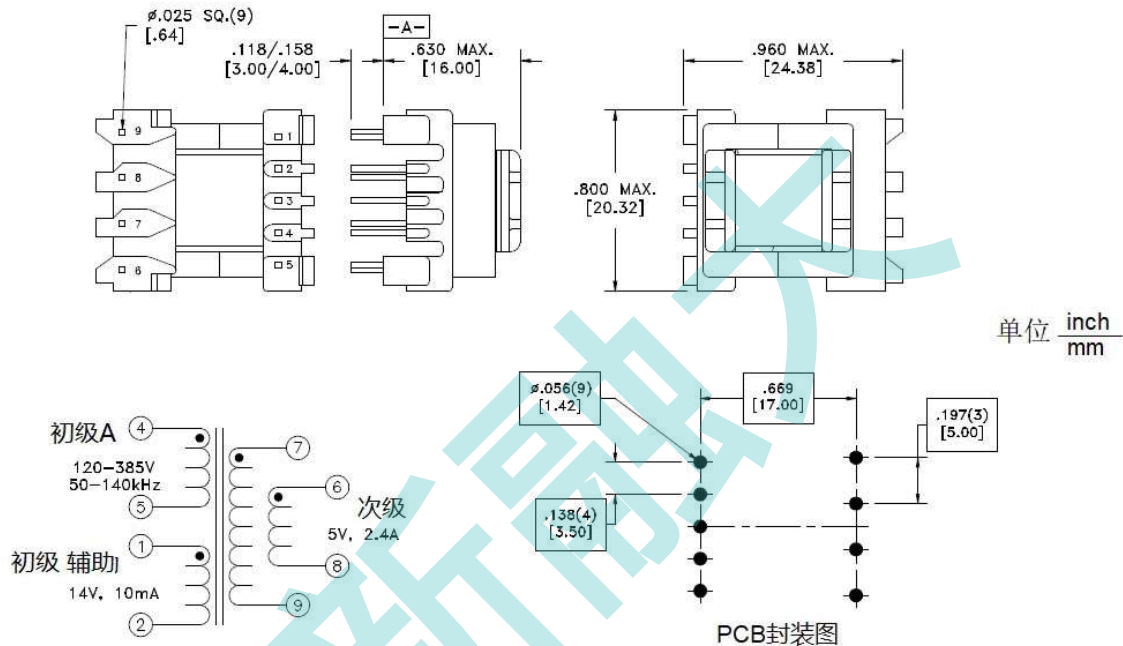 ø.025 SQ.(9)
[.64]
.118/.158
[3.00/4.00]
-A-
.630 MAX.
[16.00]
.960 MAX.
[24.38]
.800 MAX.
[20.32]
9
8
7
6
1
2
3
4
5
单位 inch
mm
初级A
4
120-385V
50-140kHz
5
初级 辅助
1
14V, 10mA
2
7
6
次级
5V, 2.4A
8
9
ø.056(9)
[1.42]
.669
[17.00]
.197(3)
[5.00]
.138(4)
[3.50]
PCB封装图
新融大